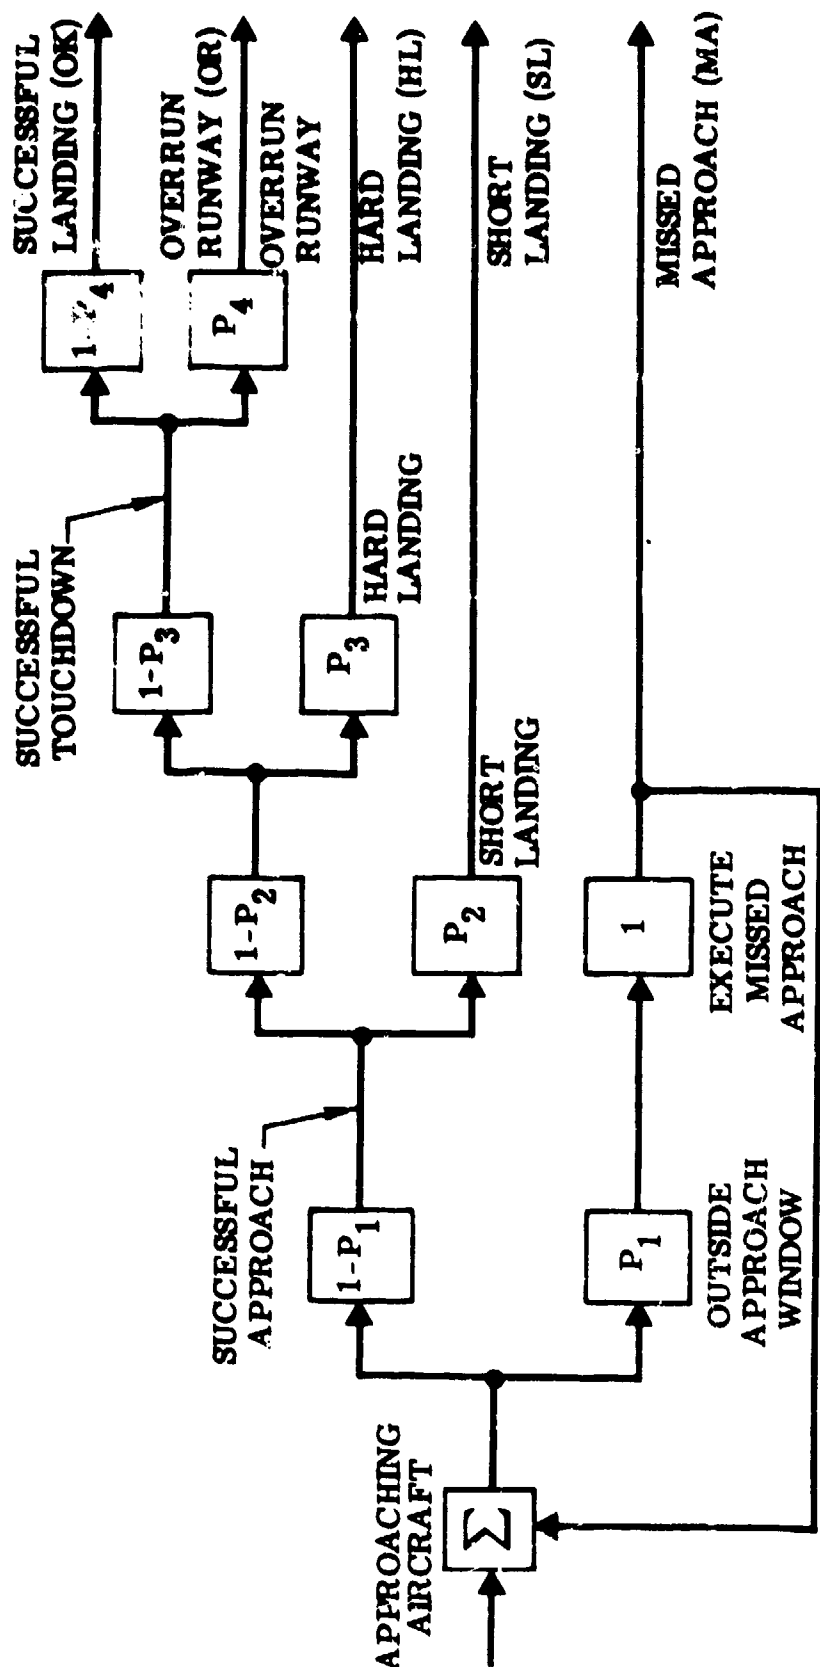 APPROACHING
AIRCRAFT
Σ
SUCCESSFUL
APPROACH
1-P1
P1
OUTSIDE
APPROACH
WINDOW
1-P2
P2
SHORT
LANDING
1
EXECUTE
MISSED
APPROACH
SUCCESSFUL
TOUCHDOWN
1-P3
P3
HARD
LANDING
1-P4
P4
SUCCESSFUL
LANDING (OK)
OVERRUN
RUNWAY (OR)
OVERRUN
RUNWAY
HARD
LANDING (HL)
SHORT
LANDING (SL)
MISSED
APPROACH (MA)